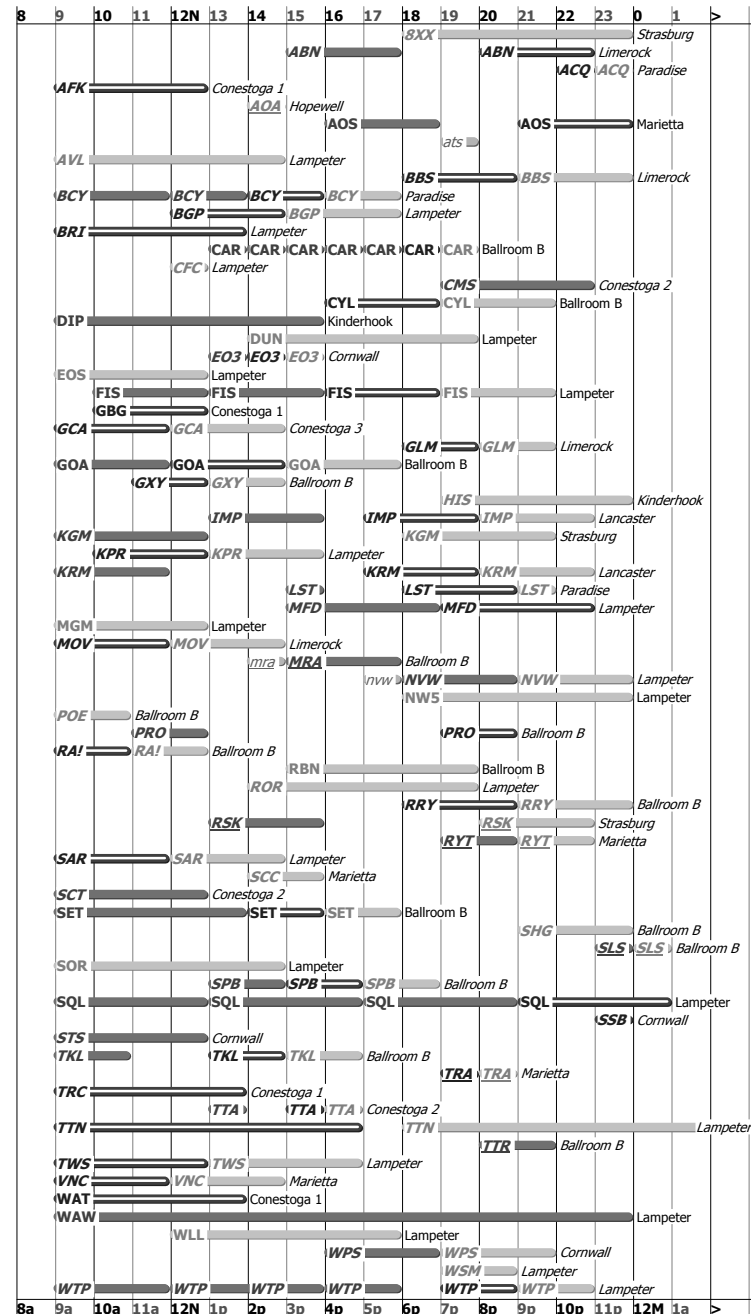 8 9 10 11 12N 13 14 15 16 17 18 19 20 21 22 23 0 1 >
8XX Strasburg
ABN ABN Limerock
ACQ ACQ Paradise
AFK Conestoga 1
AOA Hopewell
AOS AOS Marietta
ats
AVL Lampeter
BBS BBS Limerock
BCY BCY BCY BCY Paradise
BGP BGP Lampeter
BRI Lampeter
CAR CAR CAR CAR CAR CAR CAR Ballroom B
CFC Lampeter
CMS Conestoga 2
CYL CYL Ballroom B
DIP Kinderhook
DUN Lampeter
EO3 EO3 EO3 Cornwall
EOS Lampeter
FIS FIS FIS FIS Lampeter
GBG Conestoga 1
GCA GCA Conestoga 3
GLM GLM Limerock
GOA GOA GOA Ballroom B
GXY GXY Ballroom B
HIS Kinderhook
IMP IMP IMP Lancaster
KGM KGM Strasburg
KPR KPR Lampeter
KRM KRM KRM Lancaster
LST LST LST Paradise
MFD MFD Lampeter
MGM Lampeter
MOV MOV Limerock
mra MRA Ballroom B
nvw NVW NVW Lampeter
NW5 Lampeter
POE Ballroom B
PRO PRO Ballroom B
RA! RA! Ballroom B
RBN Ballroom B
ROR Lampeter
RRY RRY Ballroom B
RSK RSK Strasburg
RYT RYT Marietta
SAR SAR Lampeter
SCC Marietta
SCT Conestoga 2
SET SET SET Ballroom B
SHG Ballroom B
SLS SLS Ballroom B
SOR Lampeter
SPB SPB SPB Ballroom B
SQL SQL SQL SQL Lampeter
SSB Cornwall
STS Cornwall
TKL TKL TKL Ballroom B
TRA TRA Marietta
TRC Conestoga 1
TTA TTA TTA Conestoga 2
TTN TTN Lampeter
TTR Ballroom B
TWS TWS Lampeter
VNC VNC Marietta
WAT Conestoga 1
WAW Lampeter
WLL Lampeter
WPS WPS Cornwall
WSM Lampeter
WTP WTP WTP WTP WTP WTP Lampeter
8a 9a 10a 11a 12N 1p 2p 3p 4p 5p 6p 7p 8p 9p 10p 11p 12M 1a >